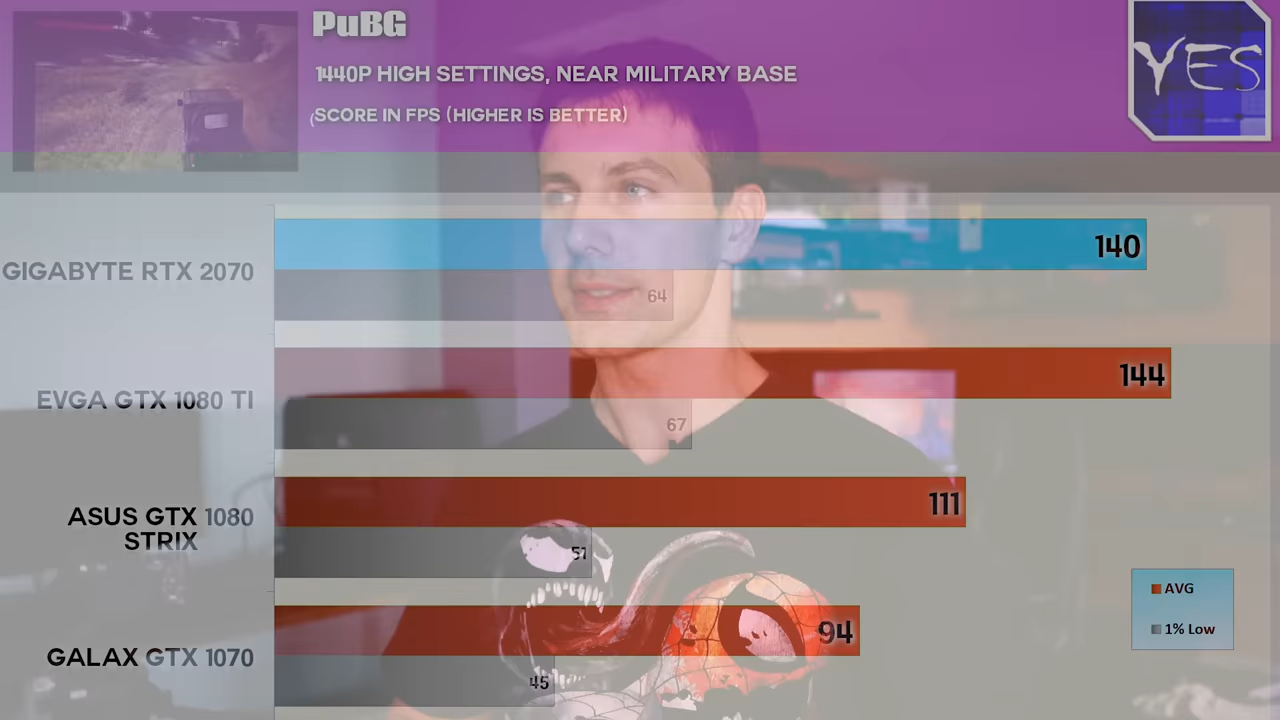 PuBG
YES
1440P HIGH SETTINGS, NEAR MILITARY BASE
(SCORE IN FPS (HIGHER IS BETTER)
GIGABYTE RTX 2070
140
64
EVGA GTX 1080 TI
144
67
ASUS GTX 1080
STRIX
111
51
GALAX GTX 1070
94
45
AVG
1% Low